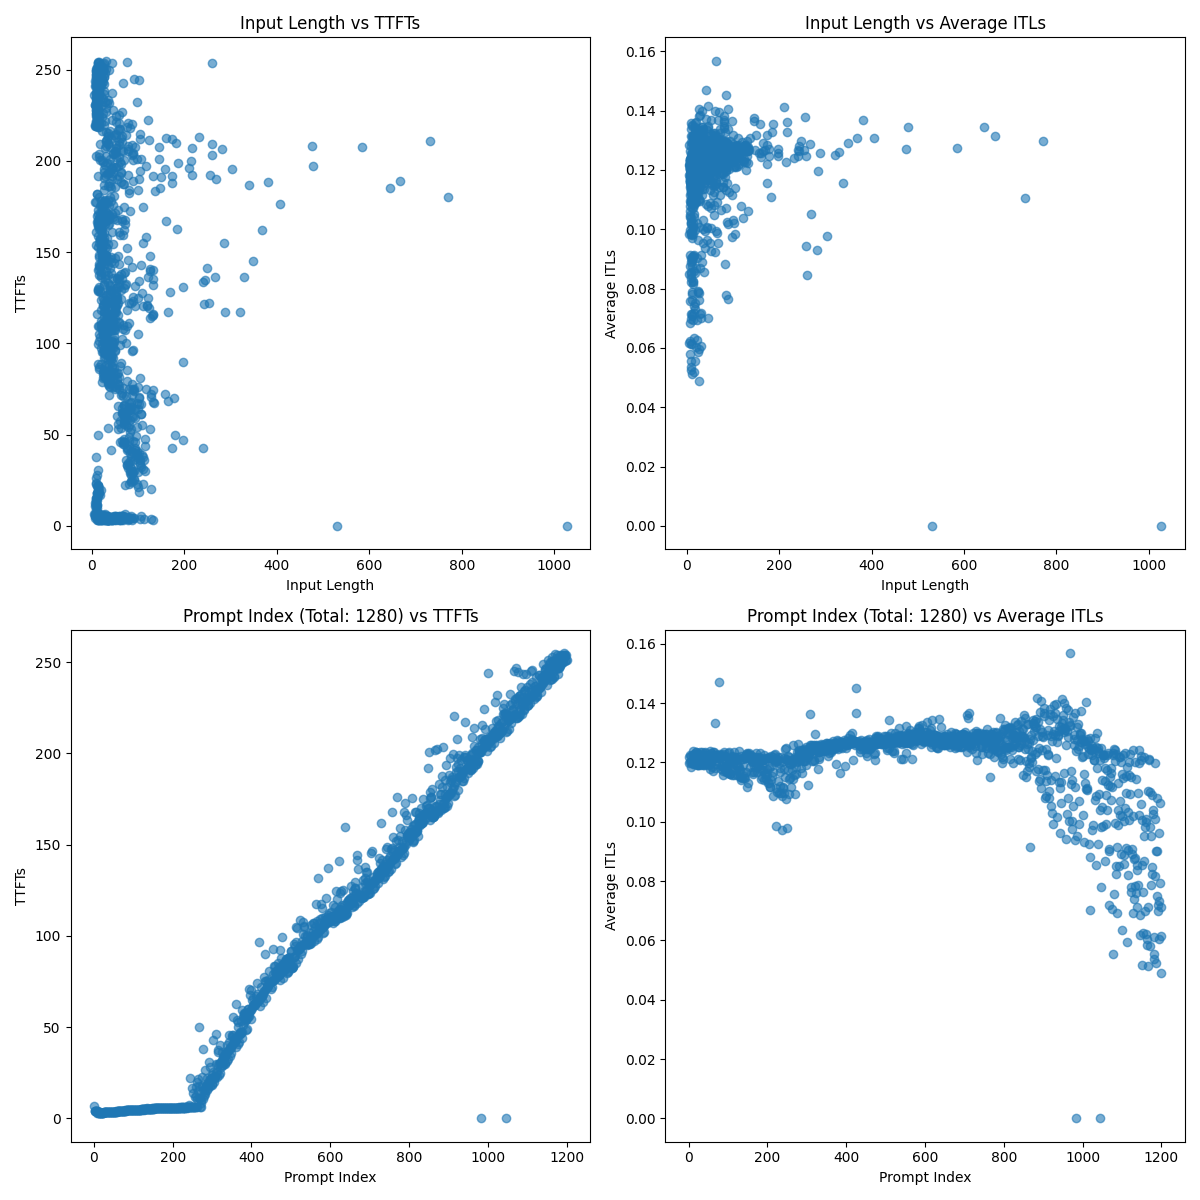 Input Length vs TTFTs
TTFTs
250
200
150
100
50
0
0 200 400 600 800 1000
Input Length
Input Length vs Average ITLs
Average ITLs
0.16
0.14
0.12
0.10
0.08
0.06
0.04
0.02
0.00
0 200 400 600 800 1000
Input Length
Prompt Index (Total: 1280) vs TTFTs
TTFTs
250
200
150
100
50
0
0 200 400 600 800 1000 1200
Prompt Index
Prompt Index (Total: 1280) vs Average ITLs
Average ITLs
0.16
0.14
0.12
0.10
0.08
0.06
0.04
0.02
0.00
0 200 400 600 800 1000 1200
Prompt Index